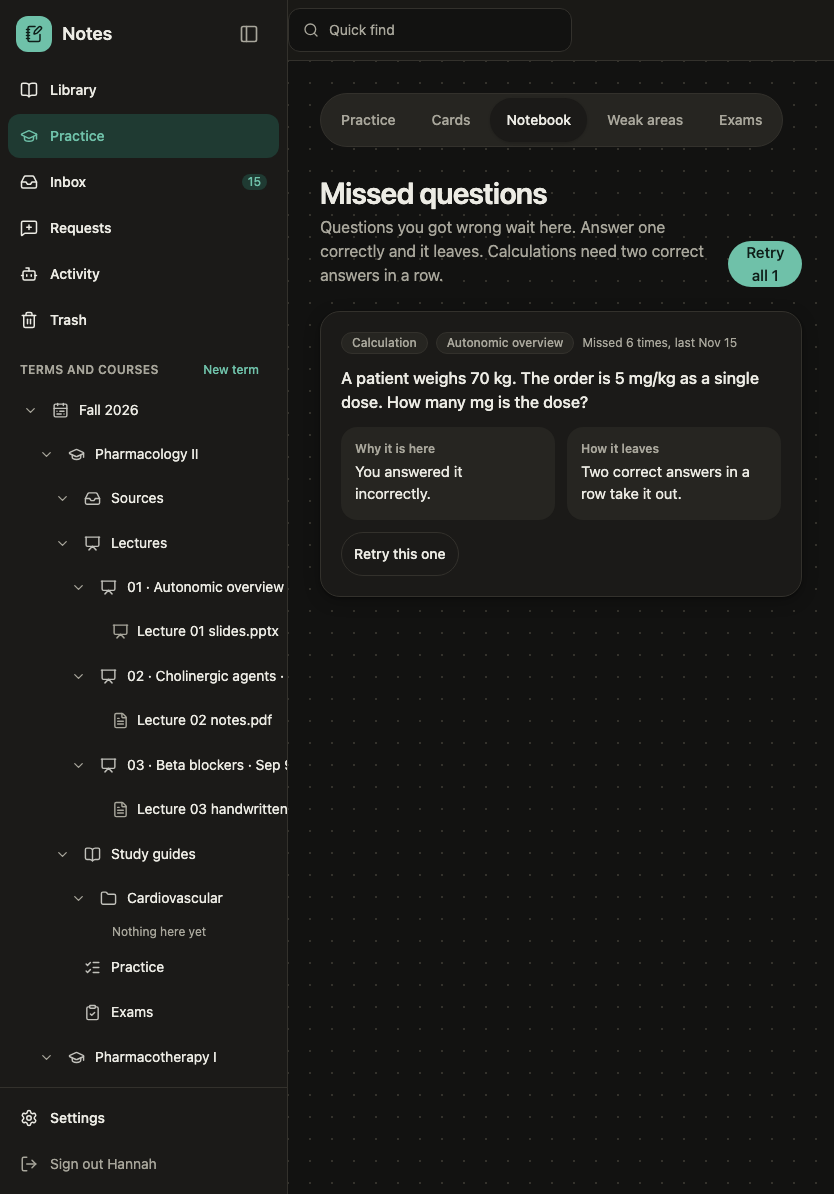 Notes
Library
Practice
Inbox
15
Requests
Activity
Trash
TERMS AND COURSES
New term
Fall 2026
Pharmacology II
Sources
Lectures
01 · Autonomic overview
Lecture 01 slides.pptx
02 · Cholinergic agents ·
Lecture 02 notes.pdf
03 · Beta blockers · Sep 9
Lecture 03 handwritten
Study guides
Cardiovascular
Nothing here yet
Practice
Exams
Pharmacotherapy I
Settings
Sign out Hannah
Quick find
Practice
Cards
Notebook
Weak areas
Exams
Missed questions
Questions you got wrong wait here. Answer one
correctly and it leaves. Calculations need two correct
answers in a row.
Retry
all 1
Calculation
Autonomic overview
Missed 6 times, last Nov 15
A patient weighs 70 kg. The order is 5 mg/kg as a single
dose. How many mg is the dose?
Why it is here
You answered it
incorrectly.
How it leaves
Two correct answers in a
row take it out.
Retry this one